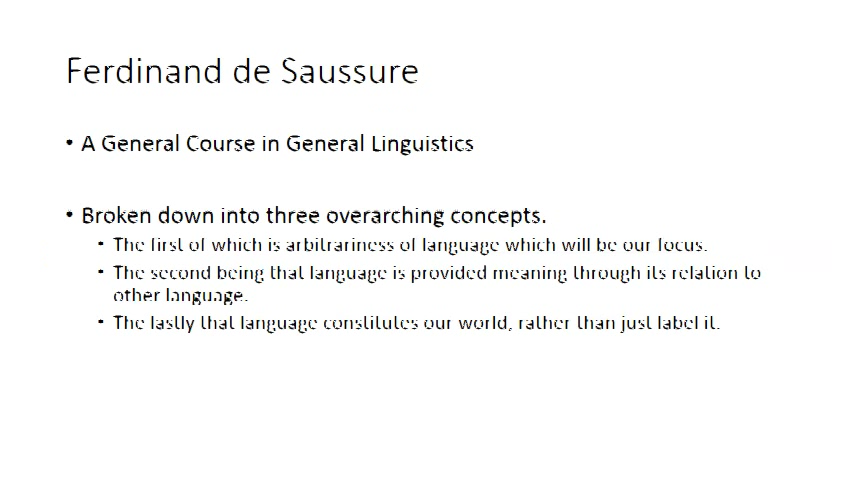 Ferdinand de Saussure
• A General Course in General Linguistics
• Broken down into three overarching concepts.
• The first of which is arbitrariness of language which will be our focus.
• The second being that language is provided meaning through its relation to
other language.
• The lastly that language constitutes our world, rather than just label it.